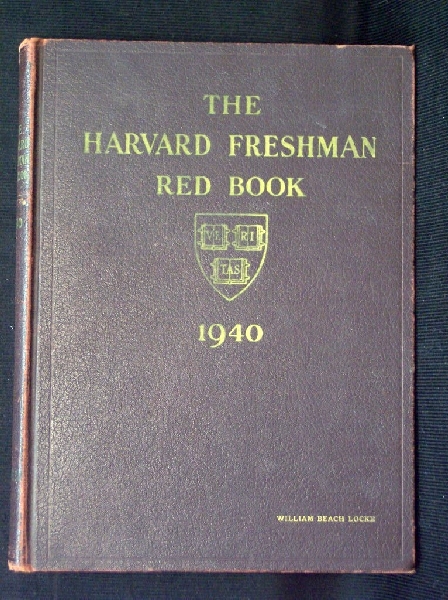 THE
HARVARD FRESHMAN
RED BOOK
VE RI
TAS
1940
WILLIAM BEACH LOCKE